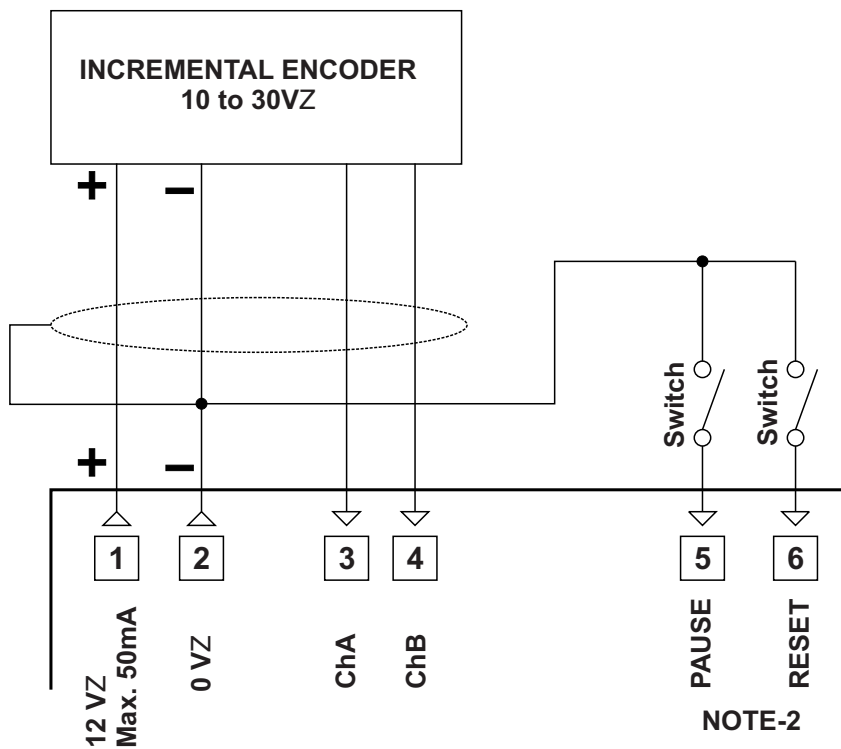 INCREMENTAL ENCODER
10 to 30VZ
+
−
Switch
Switch
+
−
1
2
3
4
5
6
12 VZ
Max. 50mA
0 VZ
ChA
ChB
PAUSE
RESET
NOTE-2